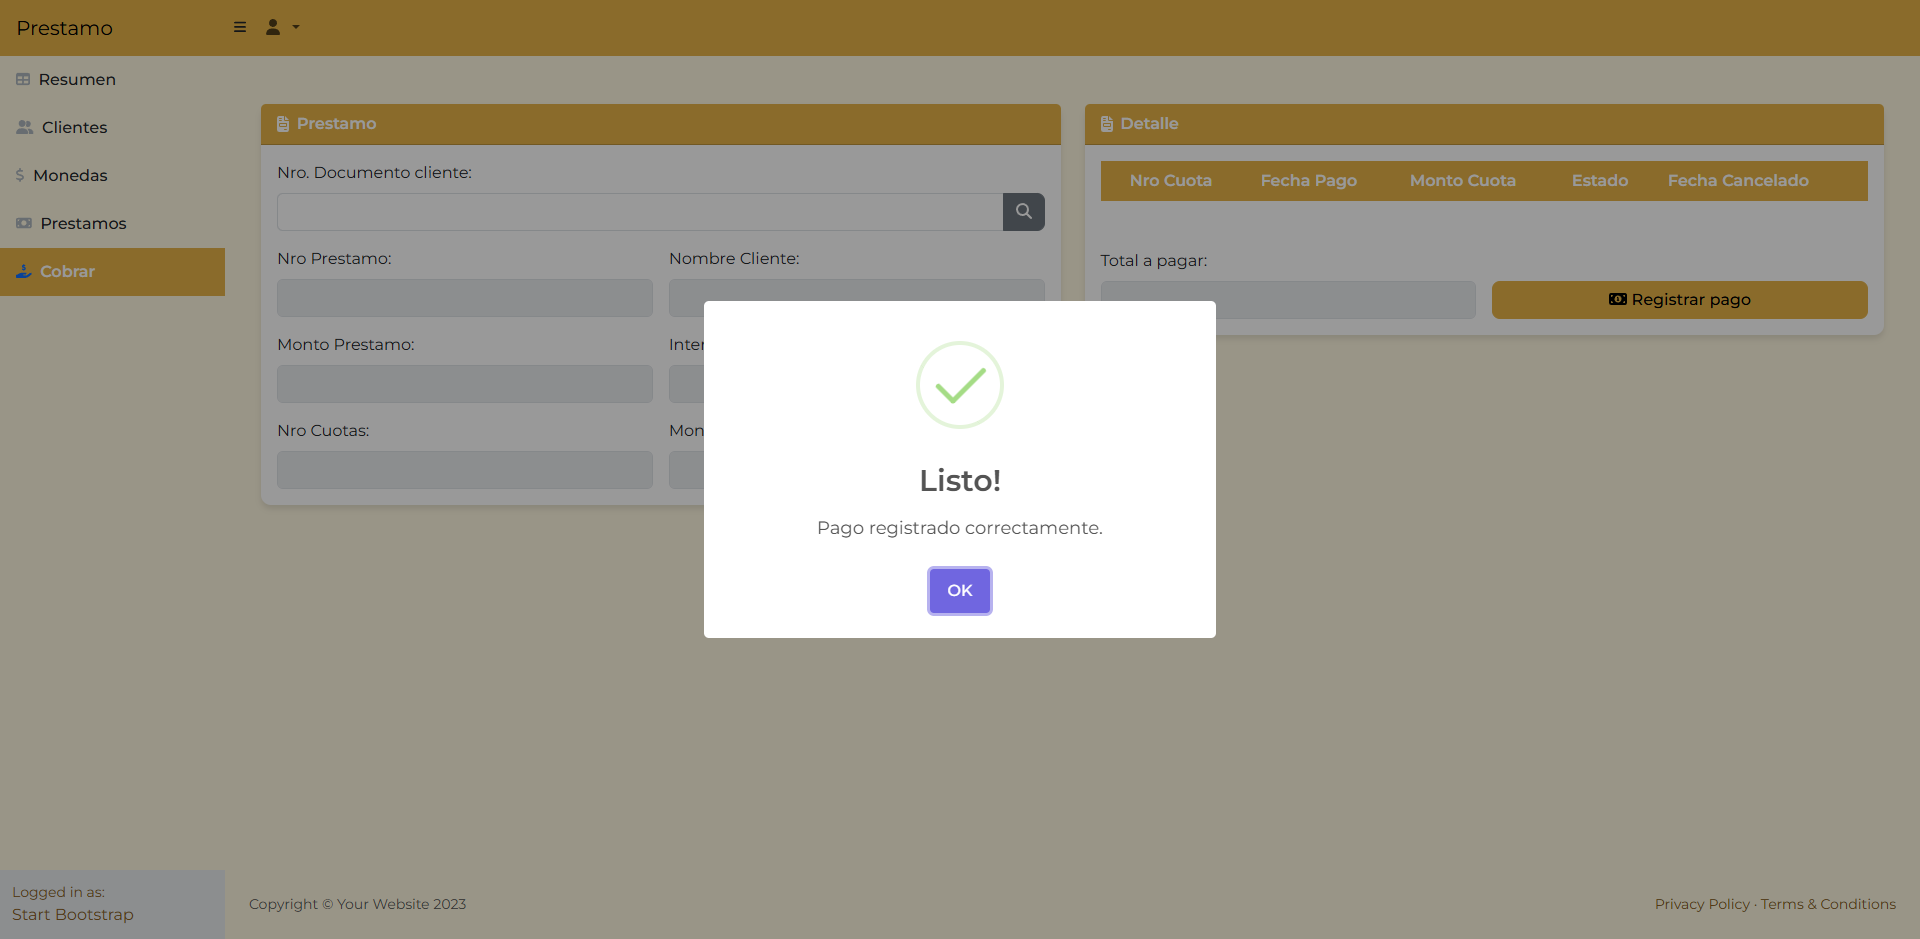 Prestamo
Resumen
Clientes
Monedas
Prestamos
Cobrar
Logged in as:
Start Bootstrap
Prestamo
Nro. Documento cliente:
Nro Prestamo:
Nombre Cliente:
Monto Prestamo:
Nro Cuotas:
Detalle
Nro Cuota Fecha Pago Monto Cuota Estado Fecha Cancelado
Total a pagar:
Registrar pago
Listo!
Pago registrado correctamente.
OK
Copyright © Your Website 2023
Privacy Policy · Terms & Conditions